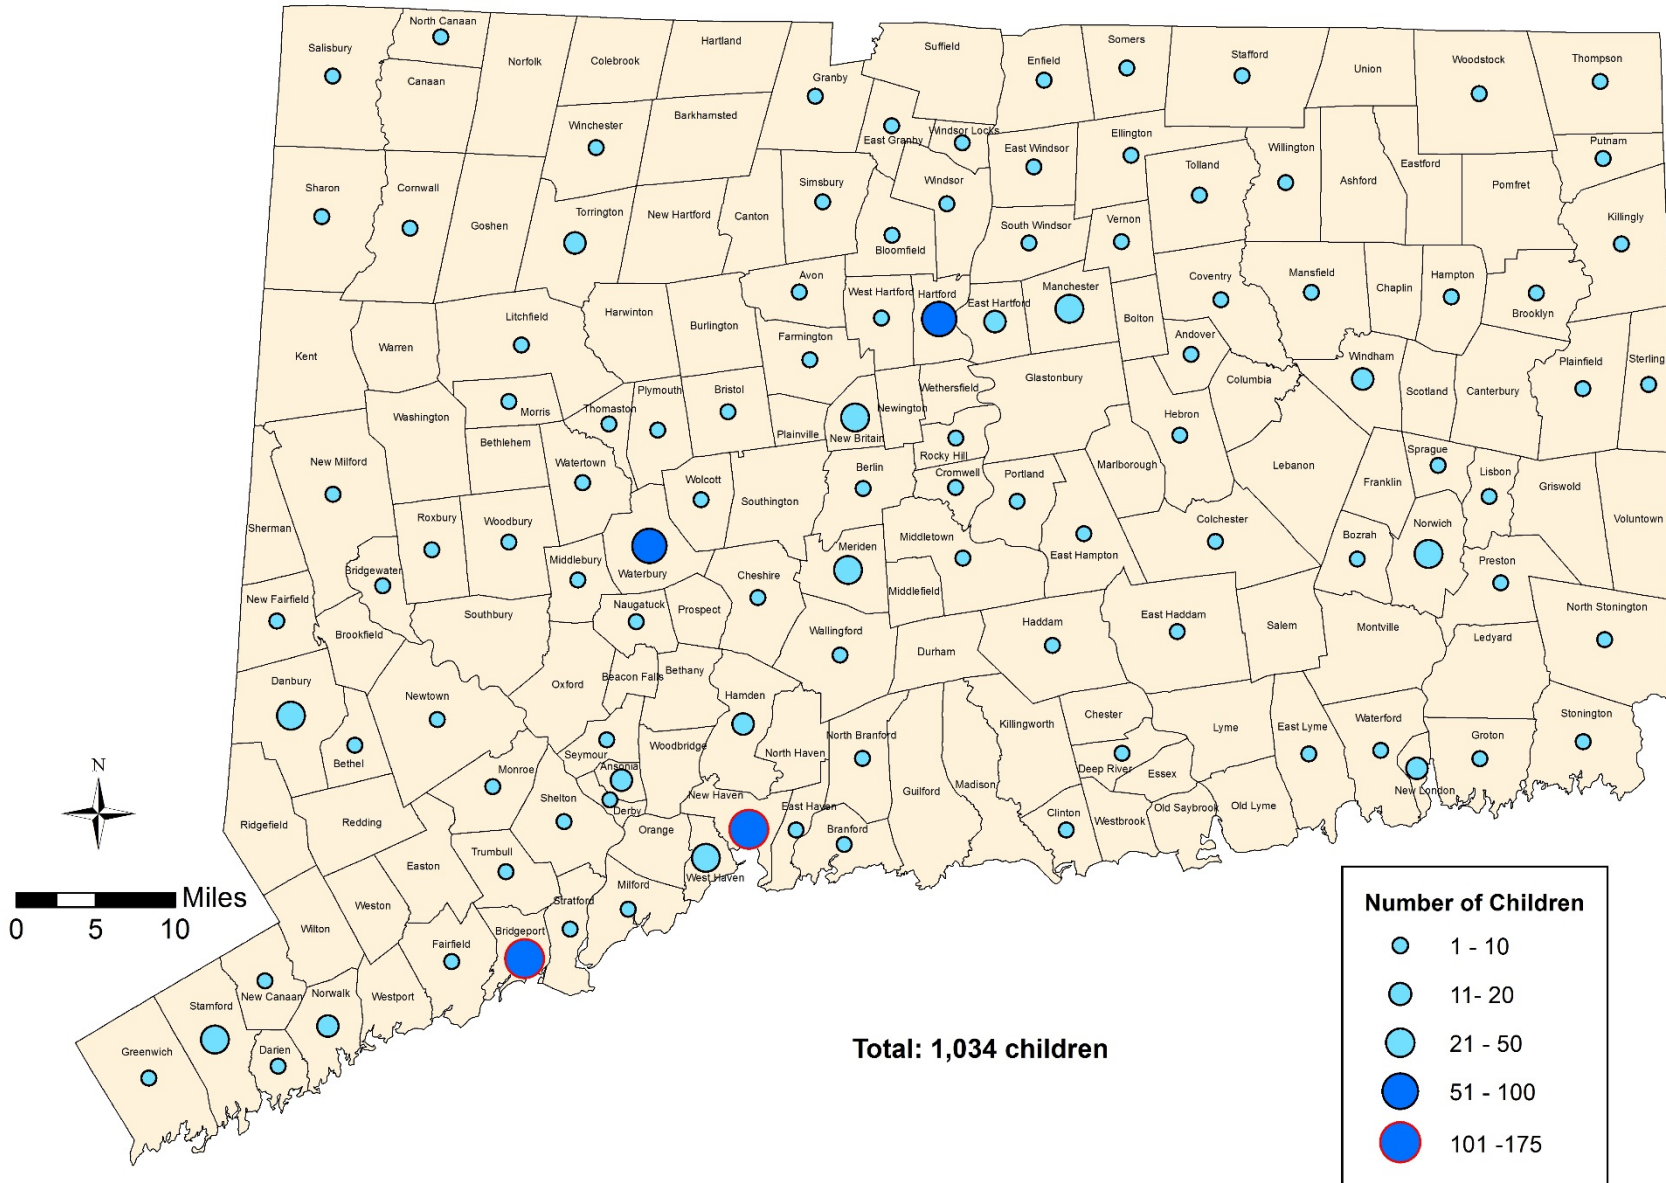 North Canaan
Salisbury
Canaan
Norfolk
Colebrook
Hartland
Granby
Suffield
Enfield
Somers
Stafford
Union
Woodstock
Thompson
Winchester
Barkhamsted
East Granby
Windsor Locks
East Windsor
Ellington
Willington
Ashford
Eastford
Pomfret
Putnam
Sharon
Cornwall
Goshen
Torrington
New Hartford
Canton
Simsbury
Windsor
Bloomfield
South Windsor
Vernon
Tolland
Killingly
Kent
Warren
Litchfield
Harwinton
Burlington
Avon
West Hartford
Hartford
East Hartford
Manchester
Bolton
Coventry
Mansfield
Chaplin
Hampton
Brooklyn
Farmington
Andover
Columbia
Windham
Scotland
Canterbury
Plainfield
Sterling
Washington
Morris
Bethlehem
Thomaston
Plymouth
Bristol
Plainville
New Britain
Newington
Wethersfield
Glastonbury
Rocky Hill
Hebron
Marlborough
Lebanon
Franklin
Sprague
Lisbon
Griswold
Voluntown
New Milford
Sherman
Roxbury
Woodbury
Watertown
Wolcott
Southington
Berlin
Cromwell
Portland
East Hampton
Colchester
Bozrah
Norwich
Preston
Bridgewater
Middlebury
Waterbury
Cheshire
Meriden
Middletown
Middlefield
New Fairfield
Brookfield
Southbury
Naugatuck
Prospect
Wallingford
Durham
Haddam
East Haddam
Salem
Montville
Ledyard
North Stonington
Danbury
Bethel
Newtown
Oxford
Beacon Falls
Bethany
Hamden
North Haven
North Branford
Guilford
Madison
Killingworth
Chester
Deep River
Essex
Lyme
East Lyme
Waterford
New London
Groton
Stonington
Seymour
Woodbridge
Ansonia
Derby
Monroe
Shelton
New Haven
East Haven
Branford
Clinton
Westbrook
Old Saybrook
Old Lyme
Ridgefield
Redding
Easton
Trumbull
Orange
West Haven
Milford
Stratford
Weston
Wilton
Fairfield
Bridgeport
Westport
Norwalk
New Canaan
Stamford
Darien
Greenwich
N
Miles
0 5 10
Total: 1,034 children
Number of Children
1 - 10
11- 20
21 - 50
51 - 100
101 -175